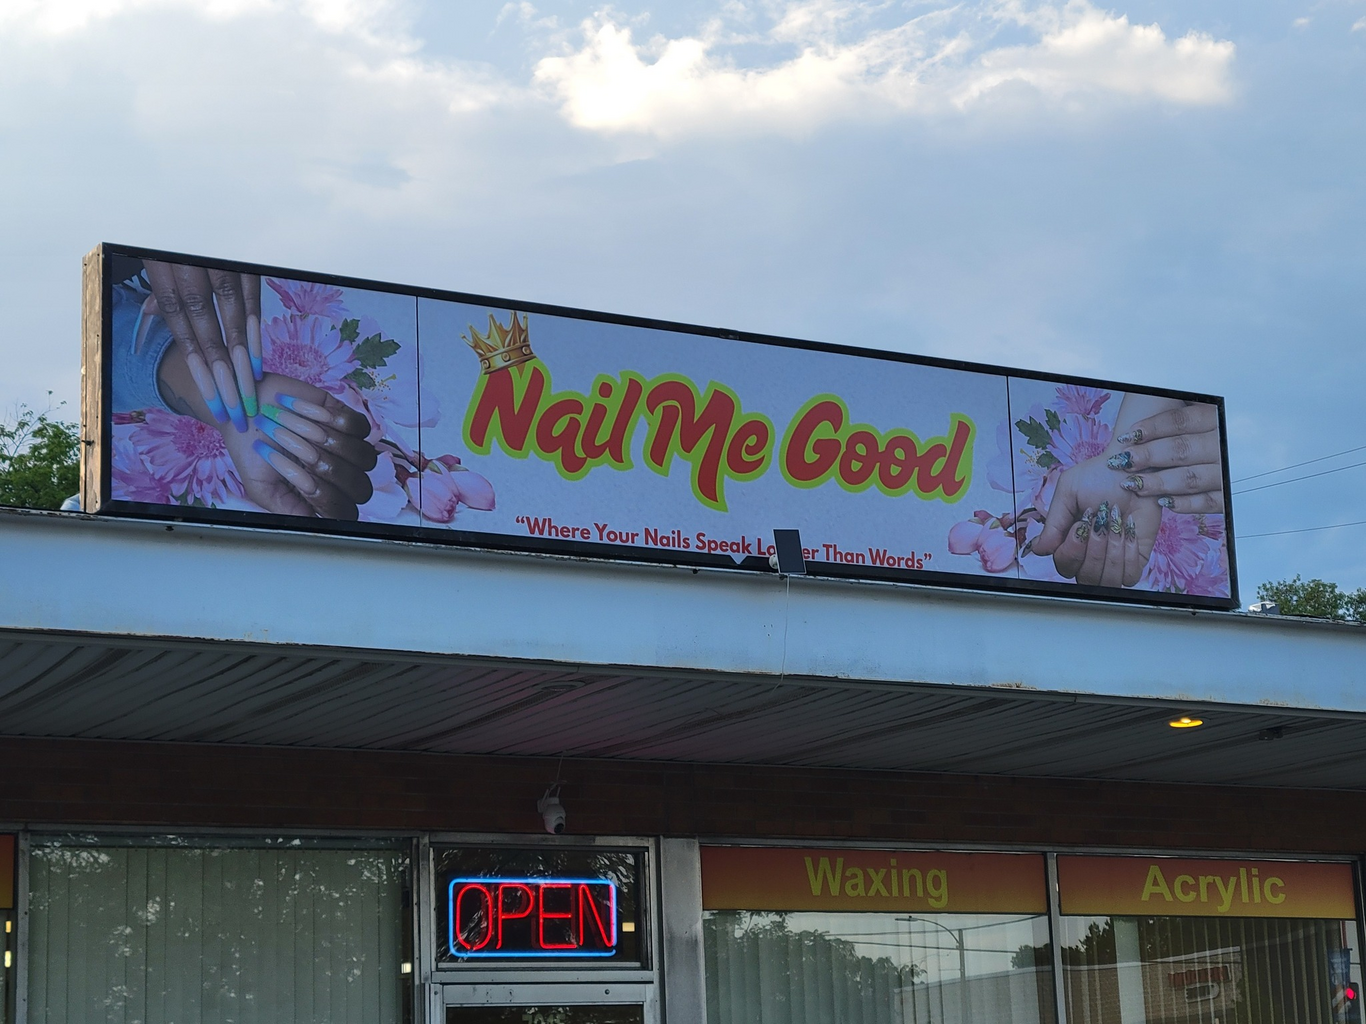 Nail Me Good
“Where Your Nails Speak Than Words”
OPEN
Waxing
Acrylic